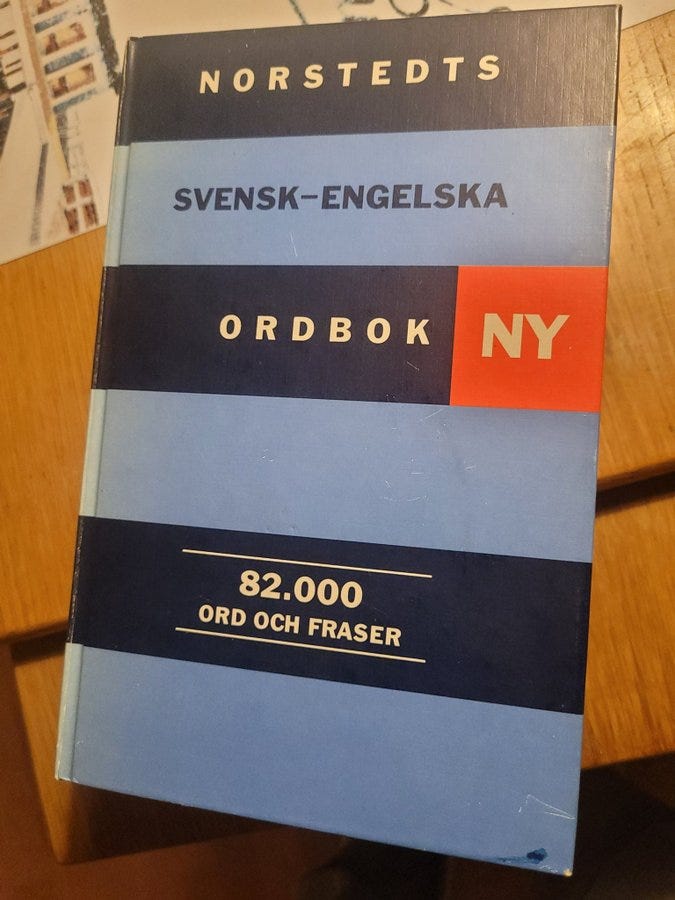 NORSTEDTS
SVENSK–ENGELSKA
ORDBOK
NY
82.000
ORD OCH FRASER